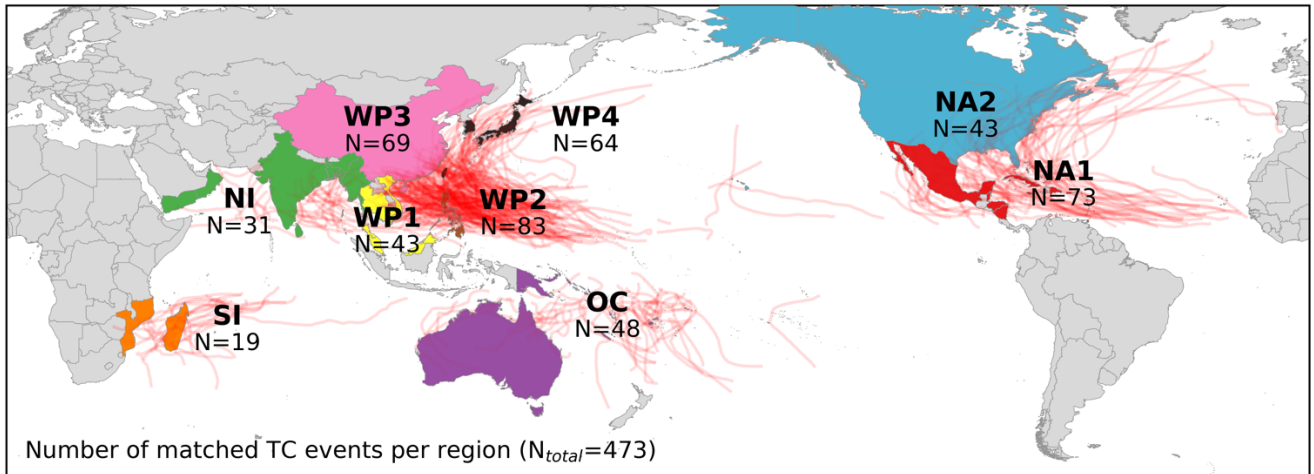 WP3
N=69
WP4
N=64
NA2
N=43
NA1
N=73
NI
N=31
WP1
N=43
WP2
N=83
SI
N=19
OC
N=48
Number of matched TC events per region (N_total=473)